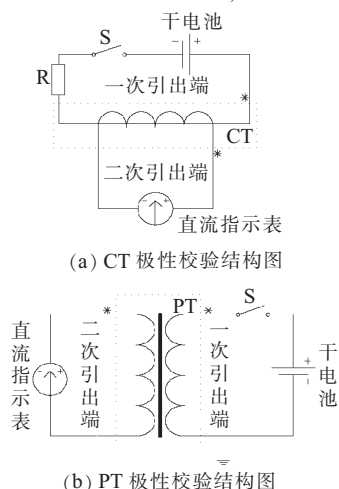 干电池
S
- +
R
一次引出端
*
CT
*
二次引出端
- +
直流指示表
(a) CT 极性校验结构图
S
* PT *
直流指示表
- +
二次引出端
一次引出端
+
-
干电池
(b) PT 极性校验结构图